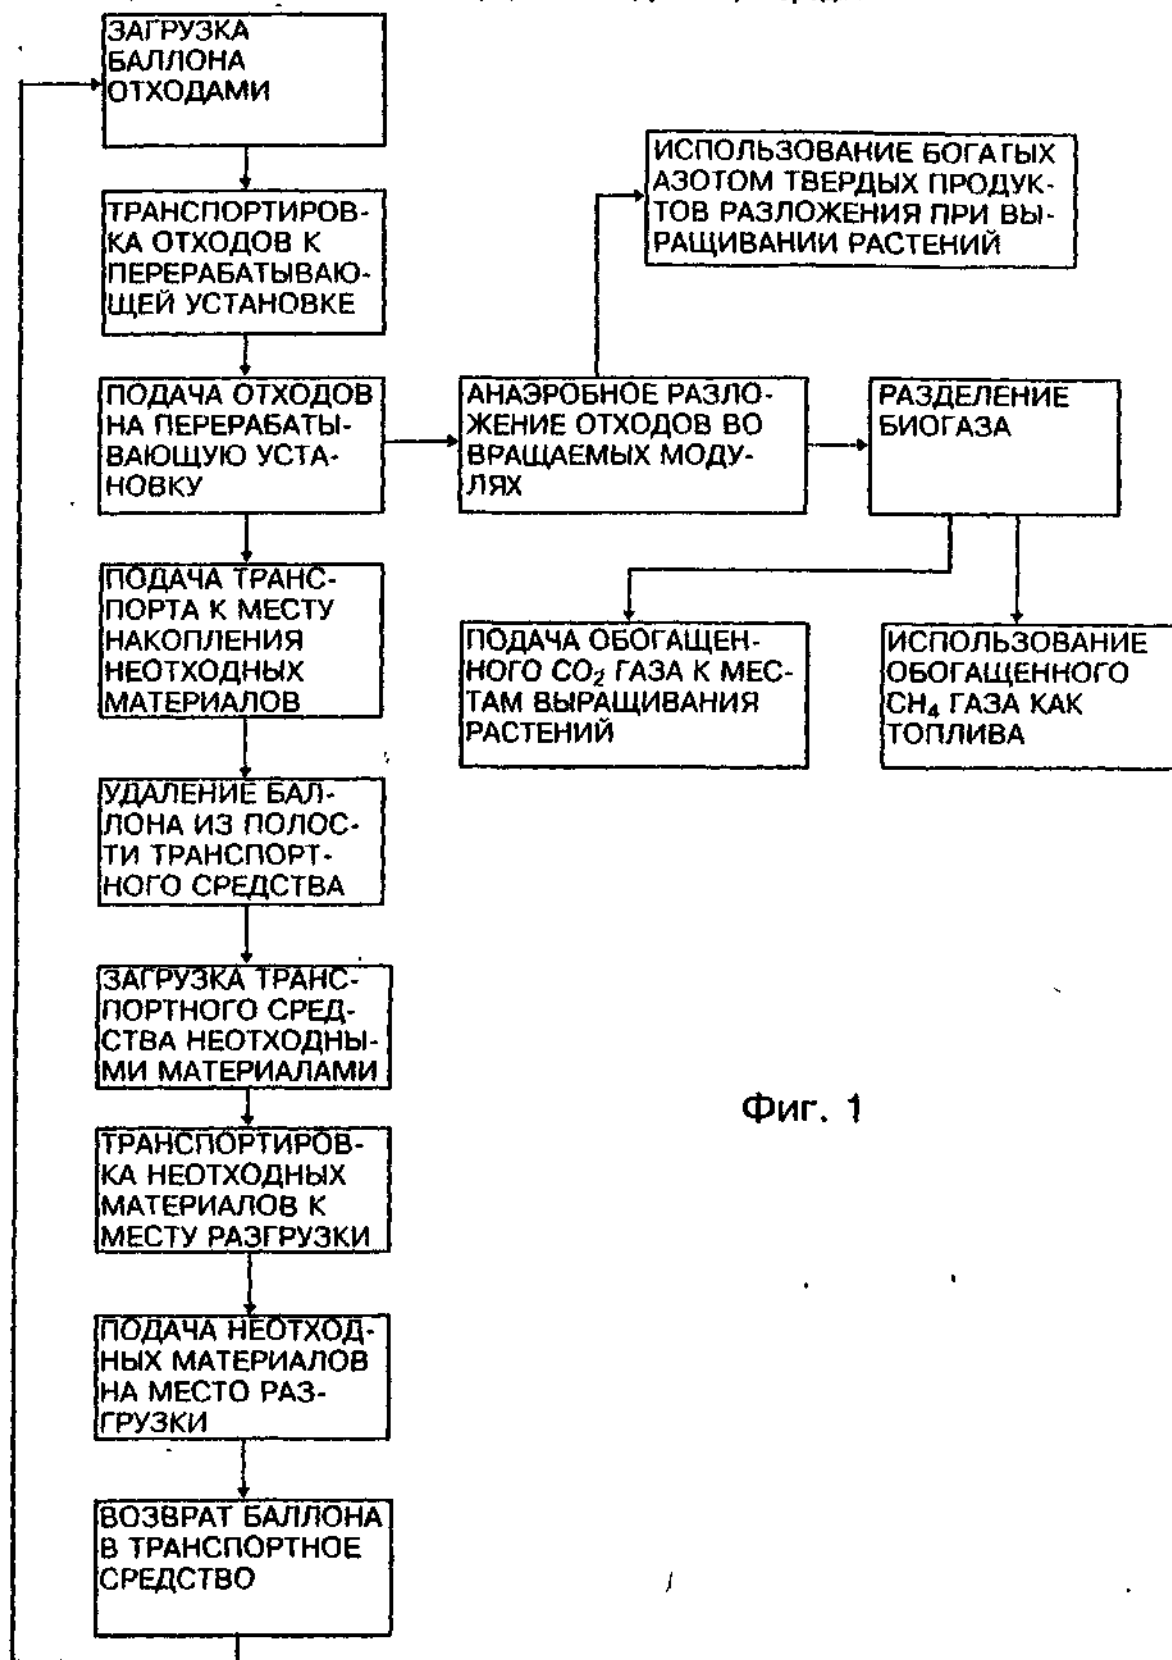 ЗАГРУЗКА
БАЛЛОНА
ОТХОДАМИ
ТРАНСПОРТИРОВ-
КА ОТХОДОВ К
ПЕРЕРАБАТЫВАЮ-
ЩЕЙ УСТАНОВКЕ
ПОДАЧА ОТХОДОВ
НА ПЕРЕРАБАТЫ-
ВАЮЩУЮ УСТА-
НОВКУ
ПОДАЧА ТРАНС-
ПОРТА К МЕСТУ
НАКОПЛЕНИЯ
НЕОТХОДНЫХ
МАТЕРИАЛОВ
УДАЛЕНИЕ БАЛ-
ЛОНА ИЗ ПОЛОС-
ТИ ТРАНСПОРТ-
НОГО СРЕДСТВА
ЗАГРУЗКА ТРАНС-
ПОРТНОГО СРЕД-
СТВА НЕОТХОДНЫ-
МИ МАТЕРИАЛАМИ
ТРАНСПОРТИРОВ-
КА НЕОТХОДНЫХ
МАТЕРИАЛОВ К
МЕСТУ РАЗГРУЗКИ
ПОДАЧА НЕОТХОД-
НЫХ МАТЕРИАЛОВ
НА МЕСТО РАЗ-
ГРУЗКИ
ВОЗВРАТ БАЛЛОНА
В ТРАНСПОРТНОЕ
СРЕДСТВО
ИСПОЛЬЗОВАНИЕ БОГАТЫХ
АЗОТОМ ТВЕРДЫХ ПРОДУК-
ТОВ РАЗЛОЖЕНИЯ ПРИ ВЫ-
РАЩИВАНИИ РАСТЕНИЙ
АНАЭРОБНОЕ РАЗЛО-
ЖЕНИЕ ОТХОДОВ ВО
ВРАЩАЕМЫХ МОДУ-
ЛЯХ
РАЗДЕЛЕНИЕ
БИОГАЗА
ПОДАЧА ОБОГАЩЕН-
НОГО CO₂ ГАЗА К МЕС-
ТАМ ВЫРАЩИВАНИЯ
РАСТЕНИЙ
ИСПОЛЬЗОВАНИЕ
ОБОГАЩЕННОГО
CH₄ ГАЗА КАК
ТОПЛИВА
Фиг. 1